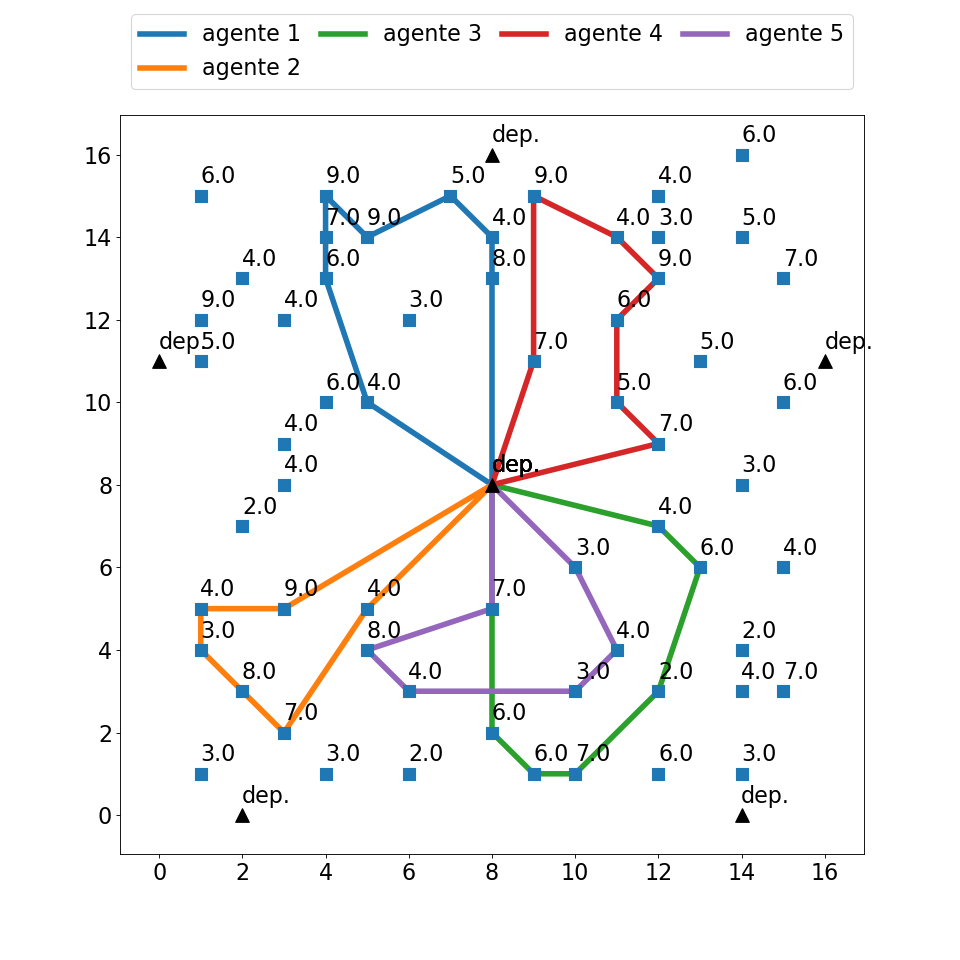 agente 1 agente 3 agente 4 agente 5
agente 2
dep. 6.0
16
6.0 9.0 5.0 9.0 4.0
7.0 9.0 4.0 4.0 3.0 5.0
14
4.0 6.0 8.0 9.0 7.0
9.0 4.0 3.0 6.0
12
dep. 5.0 7.0 5.0 dep.
6.0 4.0 5.0 6.0
10
4.0 7.0
4.0 dep. 3.0
8
2.0 4.0
3.0 6.0 4.0
6
4.0 9.0 4.0 7.0
3.0 8.0 4.0 2.0
4
8.0 4.0 3.0 2.0 4.0 7.0
7.0 6.0
2
3.0 3.0 2.0 6.0 7.0 6.0 3.0
dep. dep.
0
0 2 4 6 8 10 12 14 16